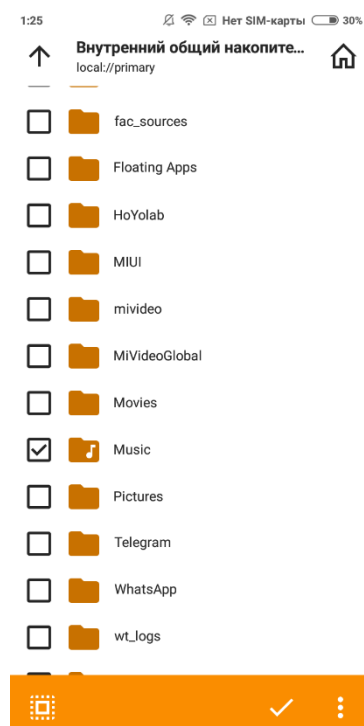 1:25 Нет SIM-карты 30%
Внутренний общий накопите...
local://primary
fac_sources
Floating Apps
HoYolab
MIUI
mivideo
MiVideoGlobal
Movies
Music
Pictures
Telegram
WhatsApp
wt_logs